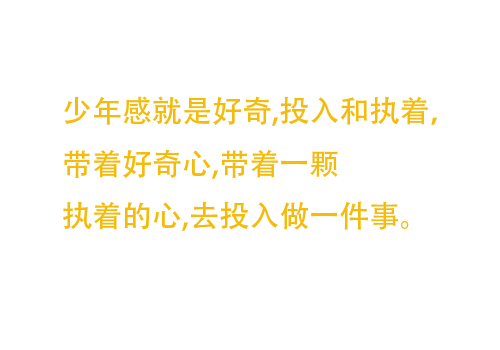 少年感就是好奇,投入和执着,
带着好奇心,带着一颗
执着的心,去投入做一件事。